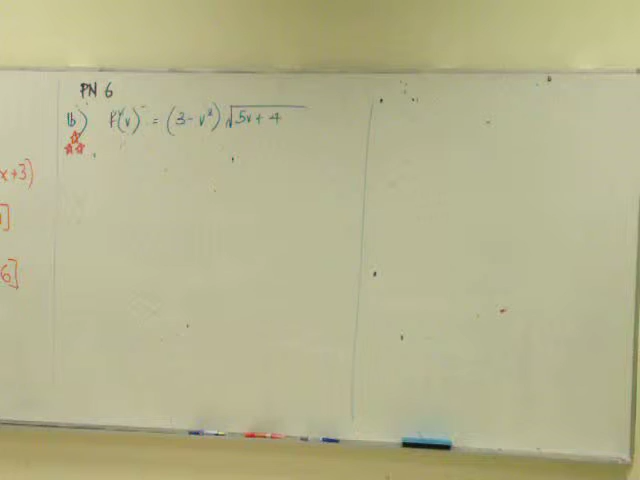 PN 6
b) f(v) = (3 - v²) √5v + 4
x+3)
]
6]